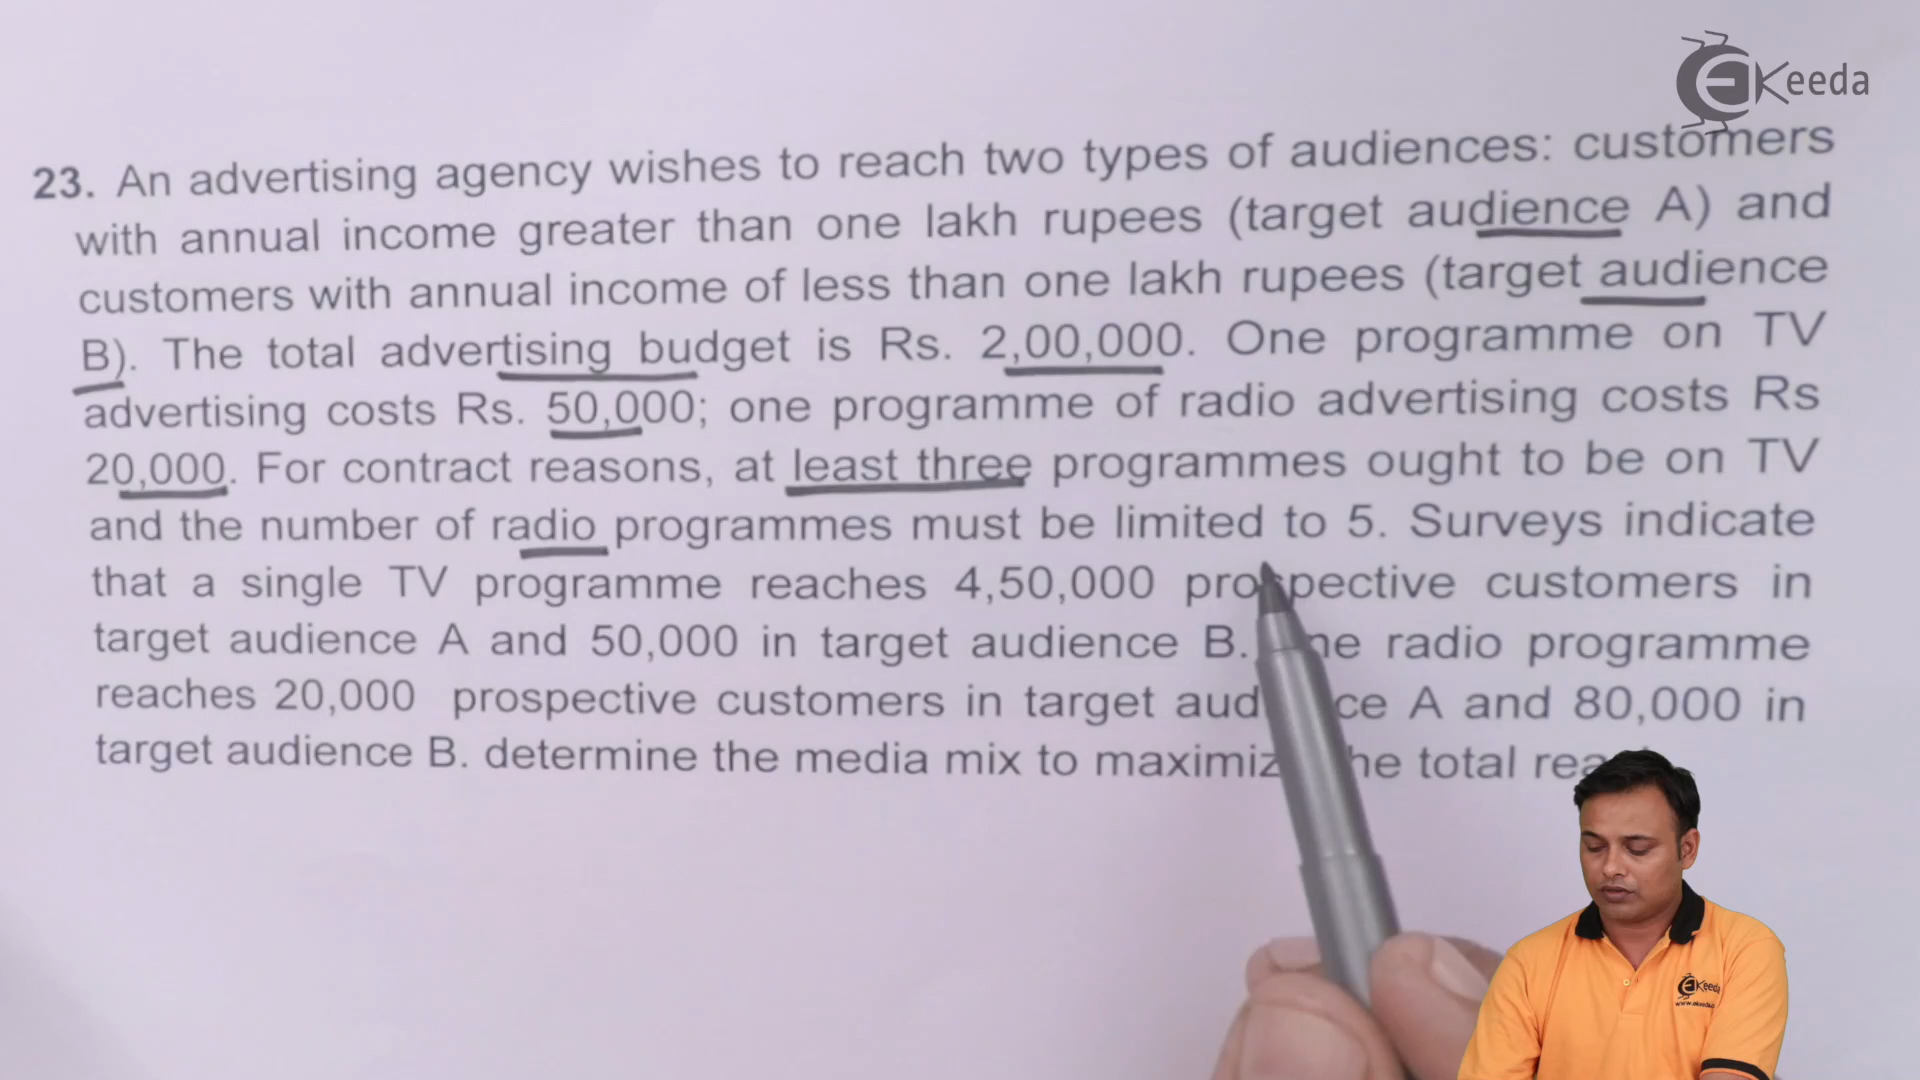 EKeeda
23. An advertising agency wishes to reach two types of audiences: customers
with annual income greater than one lakh rupees (target audience A) and
customers with annual income of less than one lakh rupees (target audience
B). The total advertising budget is Rs. 2,00,000. One programme on TV
advertising costs Rs. 50,000; one programme of radio advertising costs Rs
20,000. For contract reasons, at least three programmes ought to be on TV
and the number of radio programmes must be limited to 5. Surveys indicate
that a single TV programme reaches 4,50,000 prospective customers in
target audience A and 50,000 in target audience B. radio programme
reaches 20,000 prospective customers in target A and 80,000 in
target audience B. determine the media mix to total
EKeeda